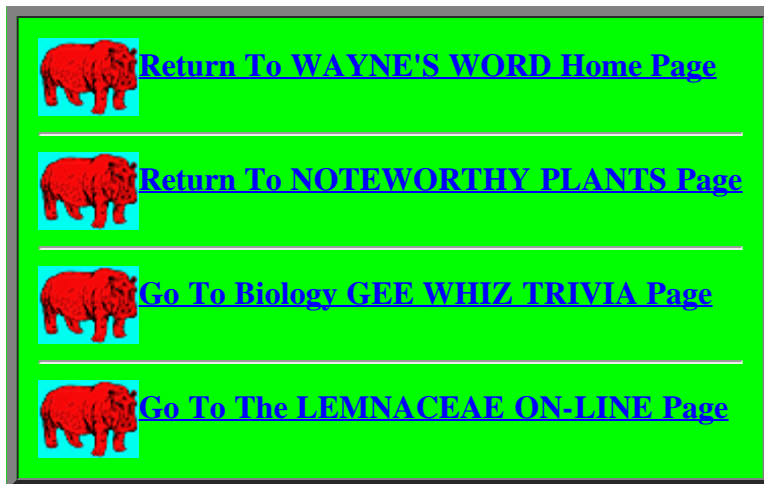 Return To WAYNE'S WORD Home Page
Return To NOTEWORTHY PLANTS Page
Go To Biology GEE WHIZ TRIVIA Page
Go To The LEMNACEAE ON-LINE Page